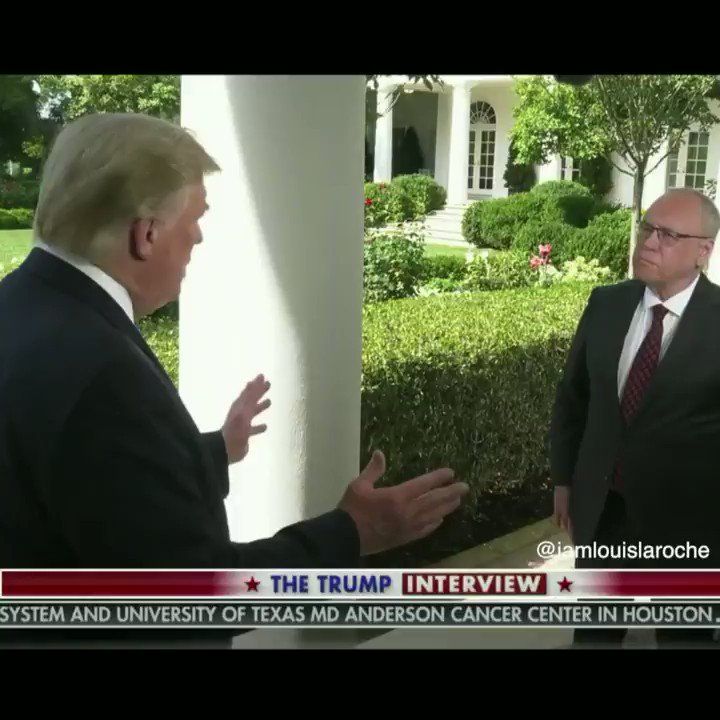 @iamlouislaroche
THE TRUMP INTERVIEW
SYSTEM AND UNIVERSITY OF TEXAS MD ANDERSON CANCER CENTER IN HOUSTON.